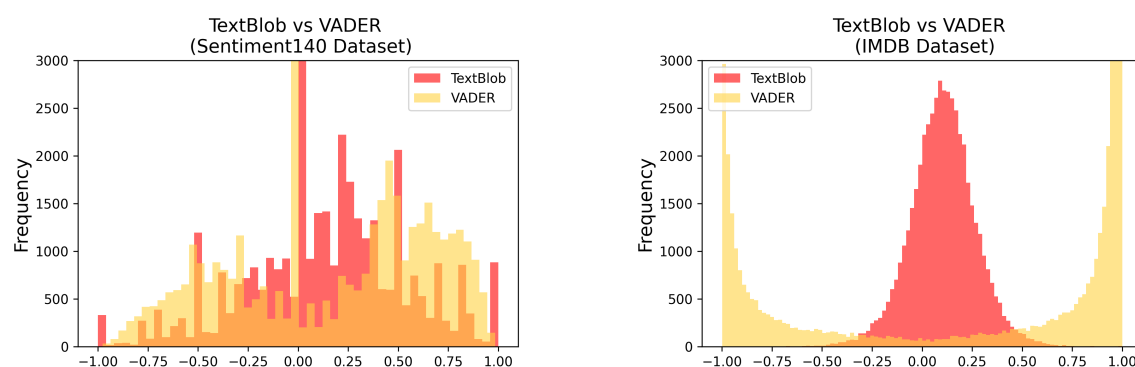 TextBlob vs VADER
(Sentiment140 Dataset)
3000
2500
2000
1500
1000
500
0
Frequency
TextBlob
VADER
−1.00 −0.75 −0.50 −0.25 0.00 0.25 0.50 0.75 1.00
TextBlob vs VADER
(IMDB Dataset)
3000
2500
2000
1500
1000
500
0
Frequency
TextBlob
VADER
−1.00 −0.75 −0.50 −0.25 0.00 0.25 0.50 0.75 1.00